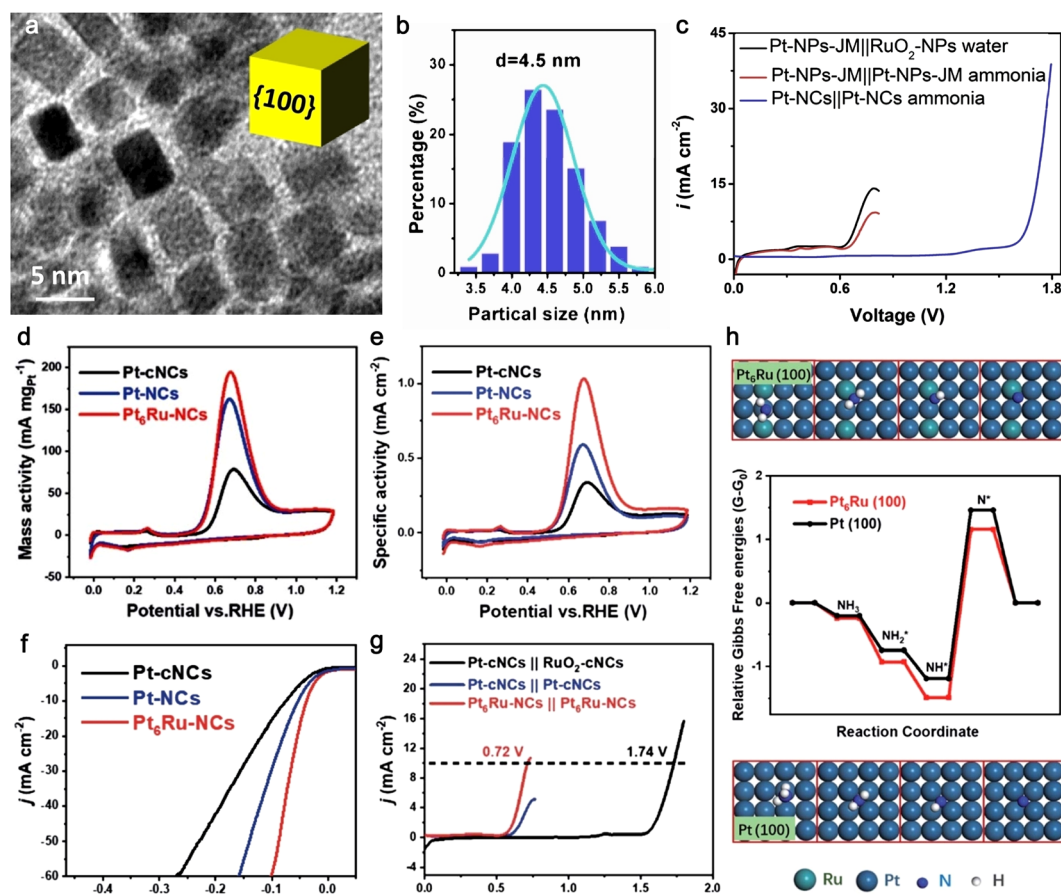 a
{100}
5 nm
b
d=4.5 nm
Percentage (%)
30
20
10
0
3.5 4.0 4.5 5.0 5.5 6.0
Partical size (nm)
c
Pt-NPs-JM||RuO₂-NPs water
Pt-NPs-JM||Pt-NPs-JM ammonia
Pt-NCs||Pt-NCs ammonia
i (mA cm⁻²)
45
30
15
0
0.0 0.6 1.2 1.8
Voltage (V)
d
Pt-cNCs
Pt-NCs
Pt₆Ru-NCs
Mass activity (mA mgPt⁻¹)
200
150
100
50
0
-50
0.0 0.2 0.4 0.6 0.8 1.0 1.2
Potential vs.RHE (V)
e
Pt-cNCs
Pt-NCs
Pt₆Ru-NCs
Specific activity (mA cm⁻²)
1.0
0.5
0.0
0.0 0.2 0.4 0.6 0.8 1.0 1.2
Potential vs.RHE (V)
f
Pt-cNCs
Pt-NCs
Pt₆Ru-NCs
j (mA cm⁻²)
0
-10
-20
-30
-40
-50
-60
-0.4 -0.3 -0.2 -0.1 0.0
g
Pt-cNCs || RuO₂-cNCs
Pt-cNCs || Pt-cNCs
Pt₆Ru-NCs || Pt₆Ru-NCs
0.72 V
1.74 V
j (mA cm⁻²)
24
20
16
12
8
4
0
-4
0.0 0.5 1.0 1.5 2.0
h
Pt₆Ru (100)
Pt₆Ru (100)
Pt (100)
Relative Gibbs Free energies (G-G₀)
2
1
0
-1
NH₃
NH₂*
NH*
N*
Reaction Coordinate
Pt (100)
Ru Pt N H